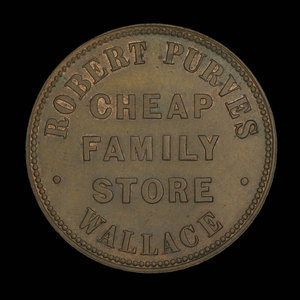 ROBERT PURVES
CHEAP
FAMILY
STORE
WALLACE